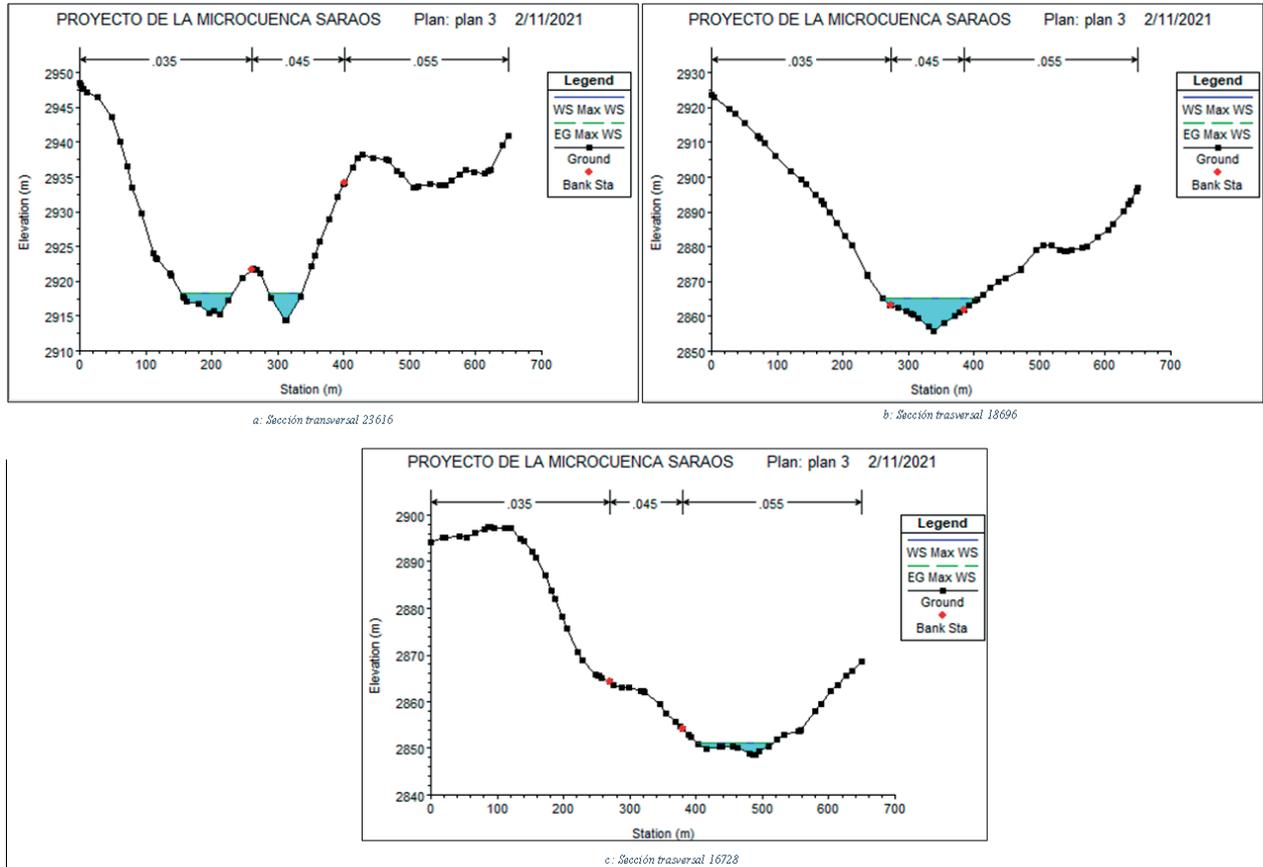 PROYECTO DE LA MICROCUENCA SARAOS Plan: plan 3 2/11/2021
.035 .045 .055
Legend
WS Max WS
EG Max WS
Ground
Bank Sta
Elevation (m)
2950
2945
2940
2935
2930
2925
2920
2915
2910
0 100 200 300 400 500 600 700
Station (m)
a: Sección transversal 23616
PROYECTO DE LA MICROCUENCA SARAOS Plan: plan 3 2/11/2021
.035 .045 .055
Legend
WS Max WS
EG Max WS
Ground
Bank Sta
Elevation (m)
2930
2920
2910
2900
2890
2880
2870
2860
2850
0 100 200 300 400 500 600 700
Station (m)
b: Sección trasversal 18696
PROYECTO DE LA MICROCUENCA SARAOS Plan: plan 3 2/11/2021
.035 .045 .055
Legend
WS Max WS
EG Max WS
Ground
Bank Sta
Elevation (m)
2900
2890
2880
2870
2860
2850
2840
0 100 200 300 400 500 600 700
Station (m)
c: Sección trasversal 16728